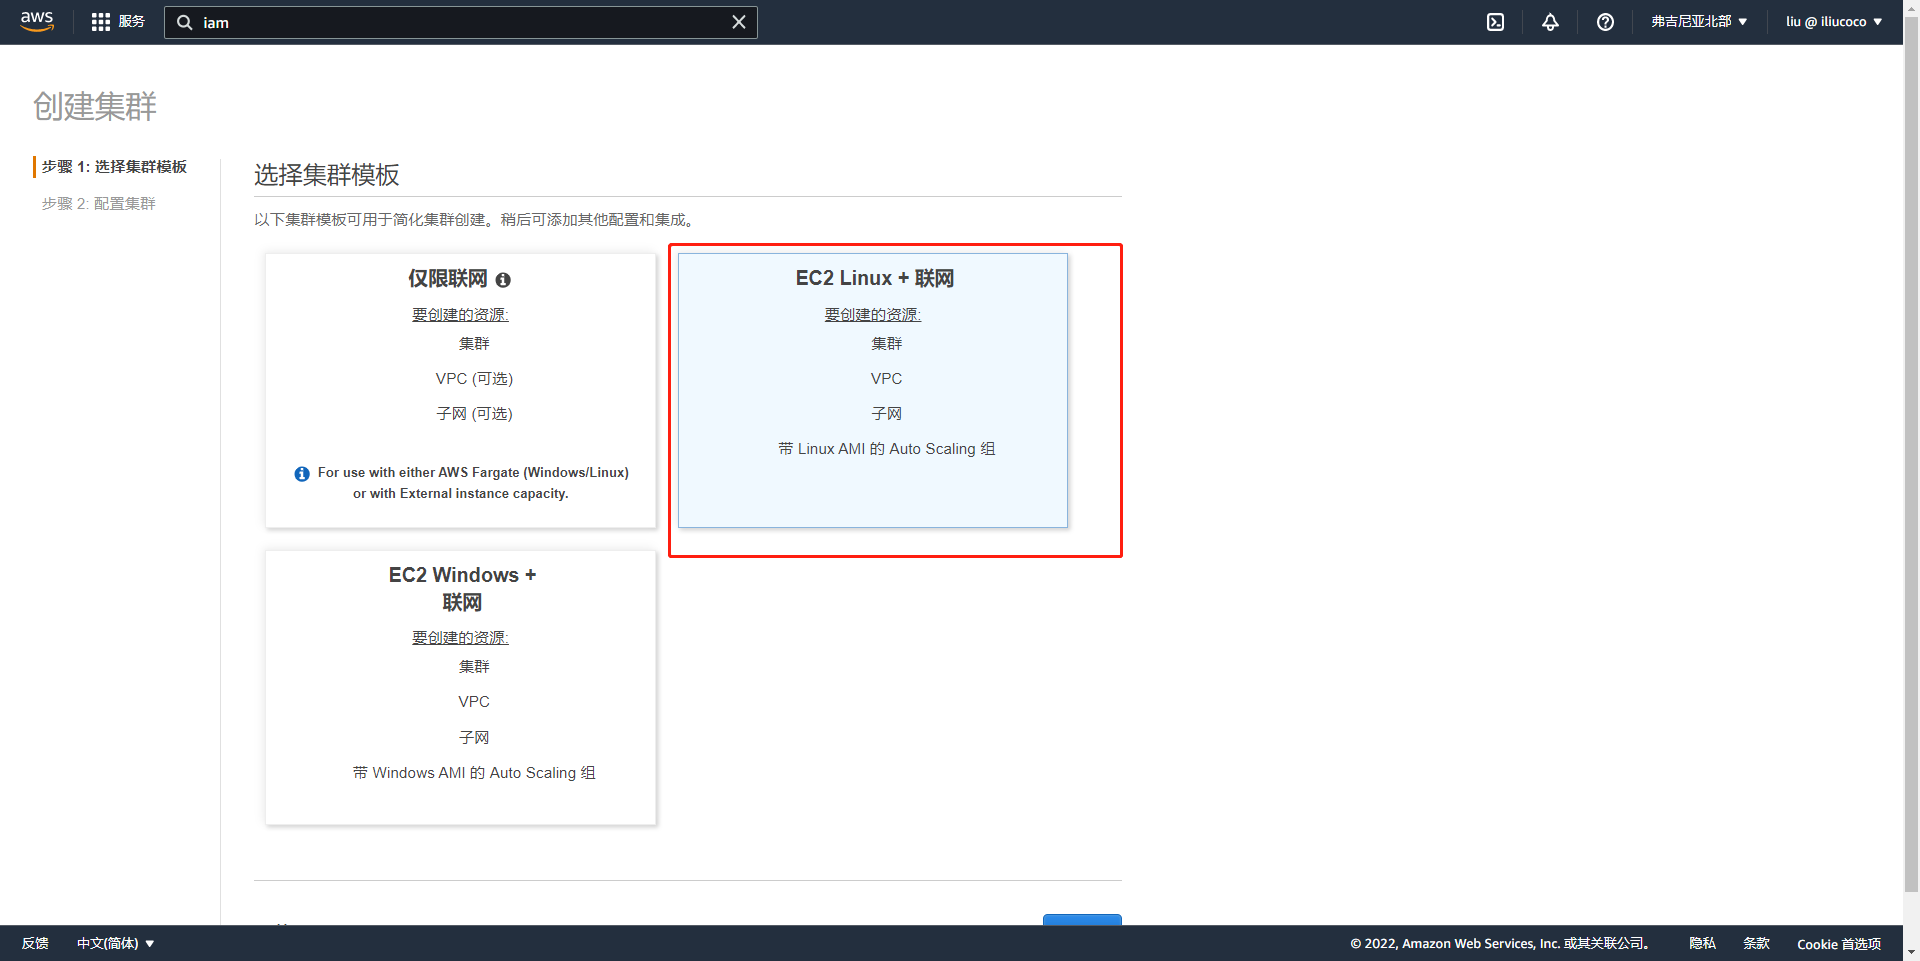 aws
服务
iam
弗吉尼亚北部
liu @ iliucoco
创建集群
步骤 1: 选择集群模板
步骤 2: 配置集群
选择集群模板
以下集群模板可用于简化集群创建。稍后可添加其他配置和集成。
仅限联网
要创建的资源:
集群
VPC (可选)
子网 (可选)
For use with either AWS Fargate (Windows/Linux)
or with External instance capacity.
EC2 Linux + 联网
要创建的资源:
集群
VPC
子网
带 Linux AMI 的 Auto Scaling 组
EC2 Windows +
联网
要创建的资源:
集群
VPC
子网
带 Windows AMI 的 Auto Scaling 组
反馈
中文(简体)
© 2022, Amazon Web Services, Inc. 或其关联公司。
隐私
条款
Cookie 首选项